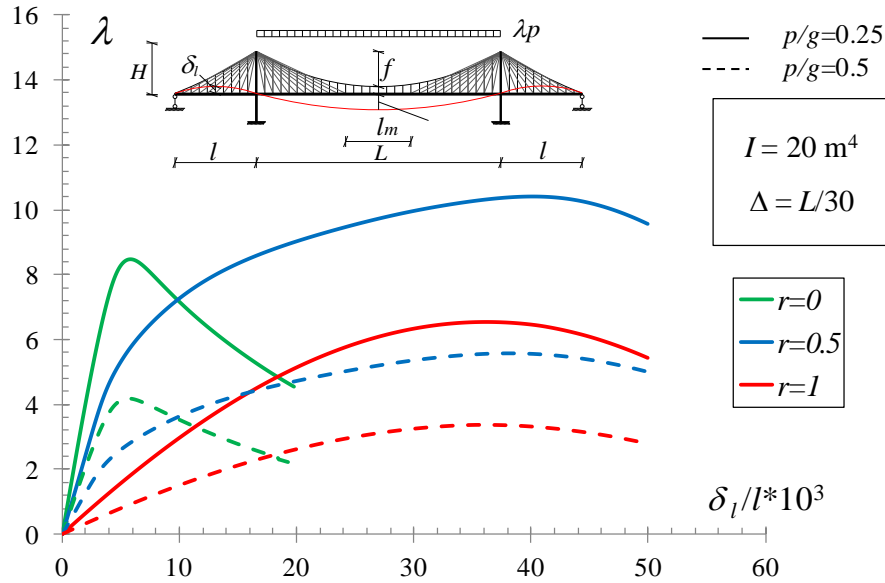 16
14
12
10
8
6
4
2
0
0
10
20
30
40
50
60
λ
λp
H
δl
f
lm
l
L
l
p/g=0.25
p/g=0.5
I = 20 m⁴
Δ = L/30
r=0
r=0.5
r=1
δl/l*10³